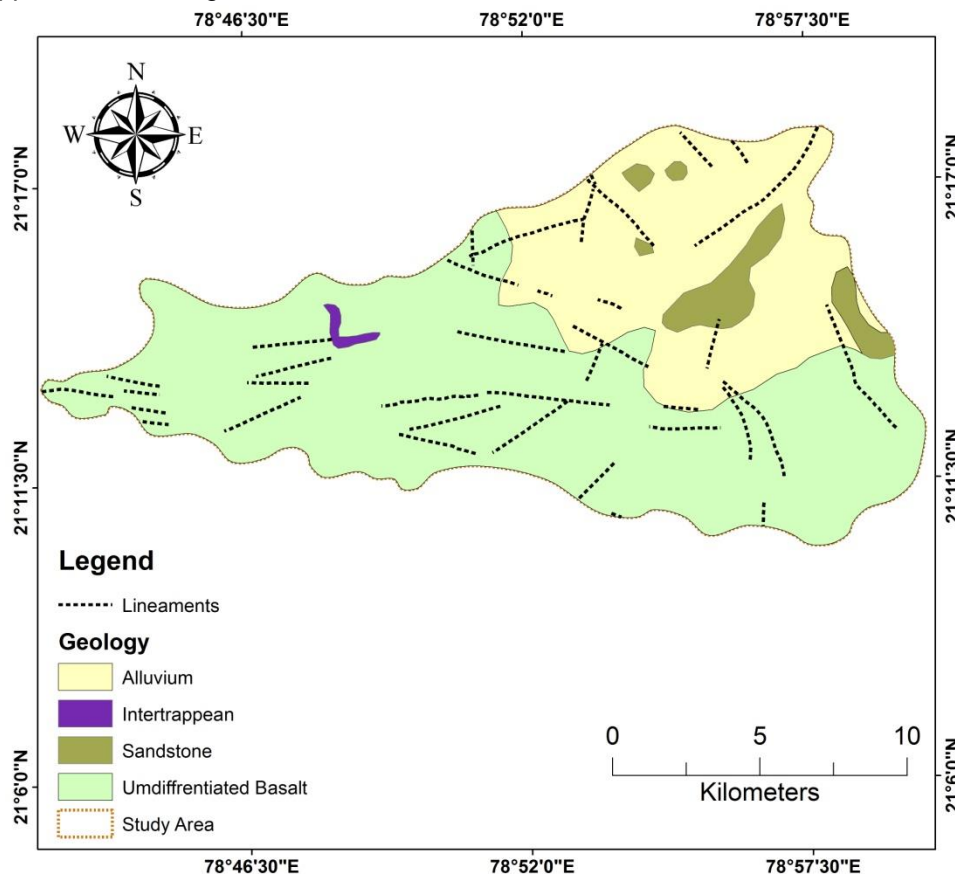 78°46'30"E 78°52'0"E 78°57'30"E
N
W E
S
21°17'0"N 21°17'0"N
21°11'30"N 21°11'30"N
Legend
Lineaments
Geology
Alluvium
Intertrappean
Sandstone
Umdiffrentiated Basalt
Study Area
0 5 10
Kilometers
21°6'0"N 21°6'0"N
78°46'30"E 78°52'0"E 78°57'30"E